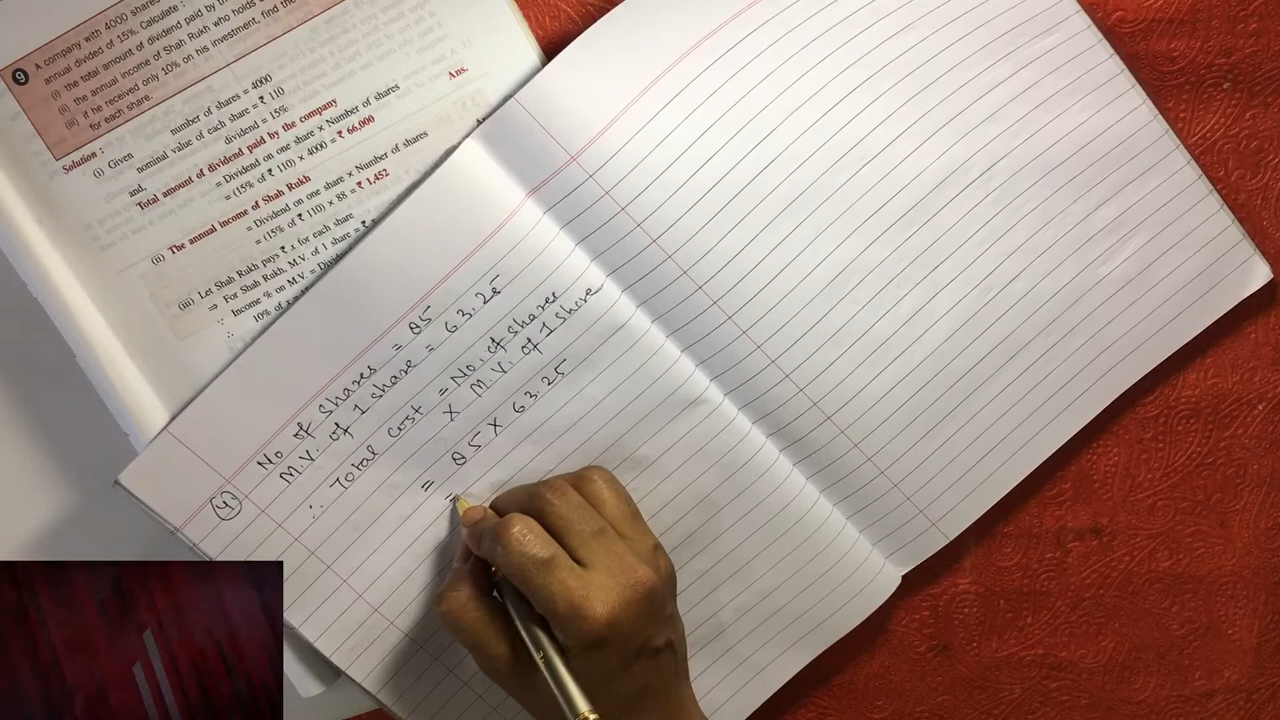 9 A company with 4000 shares
annual divided of 15%. Calculate :
(i) the total amount of dividend paid by the
(ii) the annual income of Shah Rukh who holds
(iii) if he received only 10% on his investment, find the
for each share.
Solution :
(i) Given number of shares = 4000
nominal value of each share = ₹ 110
and, dividend = 15%
Total amount of dividend paid by the company
= Dividend on one share × Number of shares
= (15% of ₹ 110) × 4000 = ₹ 66,000 Ans.
(ii) The annual income of Shah Rukh
= Dividend on one share × Number of shares
= (15% of ₹ 110) × 88 = ₹ 1,452
(iii) Let Shah Rukh pays ₹ x for each share
⇒ For Shah Rukh, M.V. of 1 share = ₹
∵ Income % on M.V. =
∴ 10% of
4) No of shares = 85
M.V. of 1 share = 63.25
∴ Total cost = No. of shares
× M.V. of 1 share
= 85 × 63.25
=